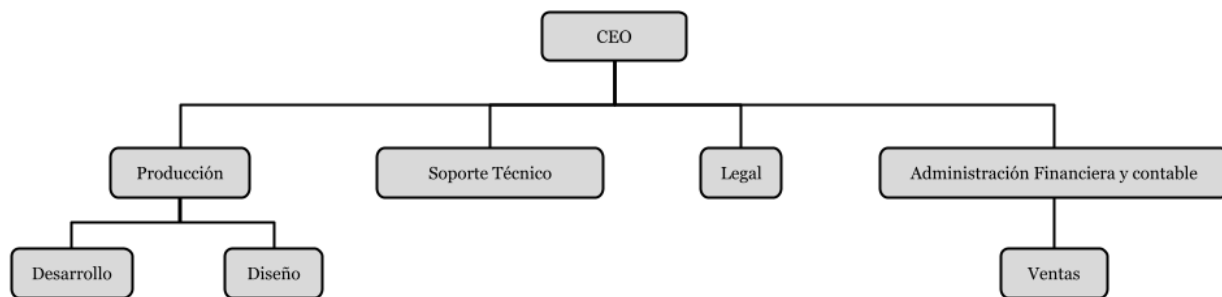 CEO
Producción
Soporte Técnico
Legal
Administración Financiera y contable
Desarrollo
Diseño
Ventas